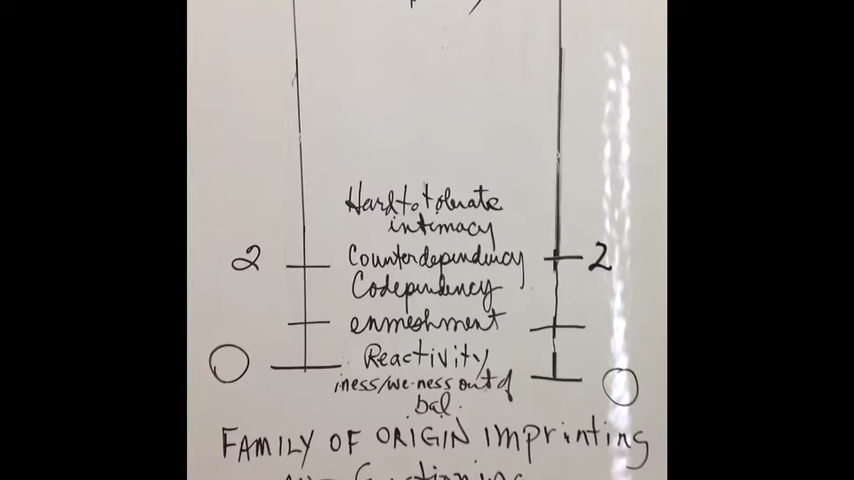 Hard to tolerate
intimacy
2 Counterdependency 2
Codependency
enmeshment
0 Reactivity 0
iness/we-ness out of
bal.
FAMILY OF ORIGIN imprinting